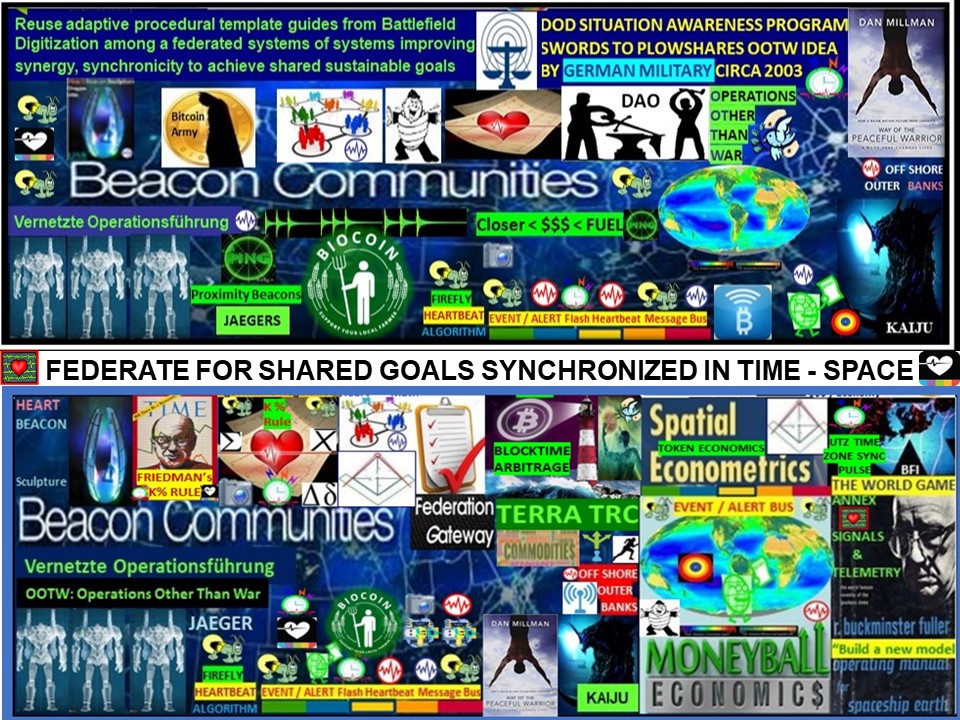 Reuse adaptive procedural template guides from Battlefield
Digitization among a federated systems of systems improving
synergy, synchronicity to achieve shared sustainable goals
DOD SITUATION AWARENESS PROGRAM
SWORDS TO PLOWSHARES OOTW IDEA
BY GERMAN MILITARY CIRCA 2003
DAN MILLMAN
WAY OF THE
PEACEFUL WARRIOR
Bitcoin
Army
DAO
OPERATIONS
OTHER
THAN
WAR
OFF SHORE
OUTER BANKS
Beacon Communities
Vernetzte Operationsführung
Closer < $$$ < FUEL
PING
PING
Proximity Beacons
JAEGERS
BIOCOIN
SUPPORT YOUR LOCAL FARMER
FIREFLY
HEARTBEAT
ALGORITHM
EVENT / ALERT Flash Heartbeat Message Bus
KAIJU
FEDERATE FOR SHARED GOALS SYNCHRONIZED IN TIME - SPACE
HEART
BEACON
Sculpture
TIME
FRIEDMAN's
K% RULE
K %
Rule
Σ
X
Δδ
BLOCKTIME
ARBITRAGE
Spatial
TOKEN ECONOMICS
Econometrics
UTZ TIME
ZONE SYNC
PULSE
BFI
THE WORLD GAME
Beacon Communities
Federation
Gateway
TERRA TRC
COMMODITIES
EVENT / ALERT BUS
ANNEX
SIGNALS
&
TELEMETRY
Vernetzte Operationsführung
OOTW: Operations Other Than War
JAEGER
BIOCOIN
OFF SHORE
OUTER
BANKS
r. buckminster fuller
"Build a new model
operating manual
for
spaceship earth
DAN MILLMAN
WAY OF THE
PEACEFUL WARRIOR
KAIJU
MONEYBALL
ECONOMIC$
FIREFLY
HEARTBEAT
ALGORITHM
EVENT / ALERT Flash Heartbeat Message Bus